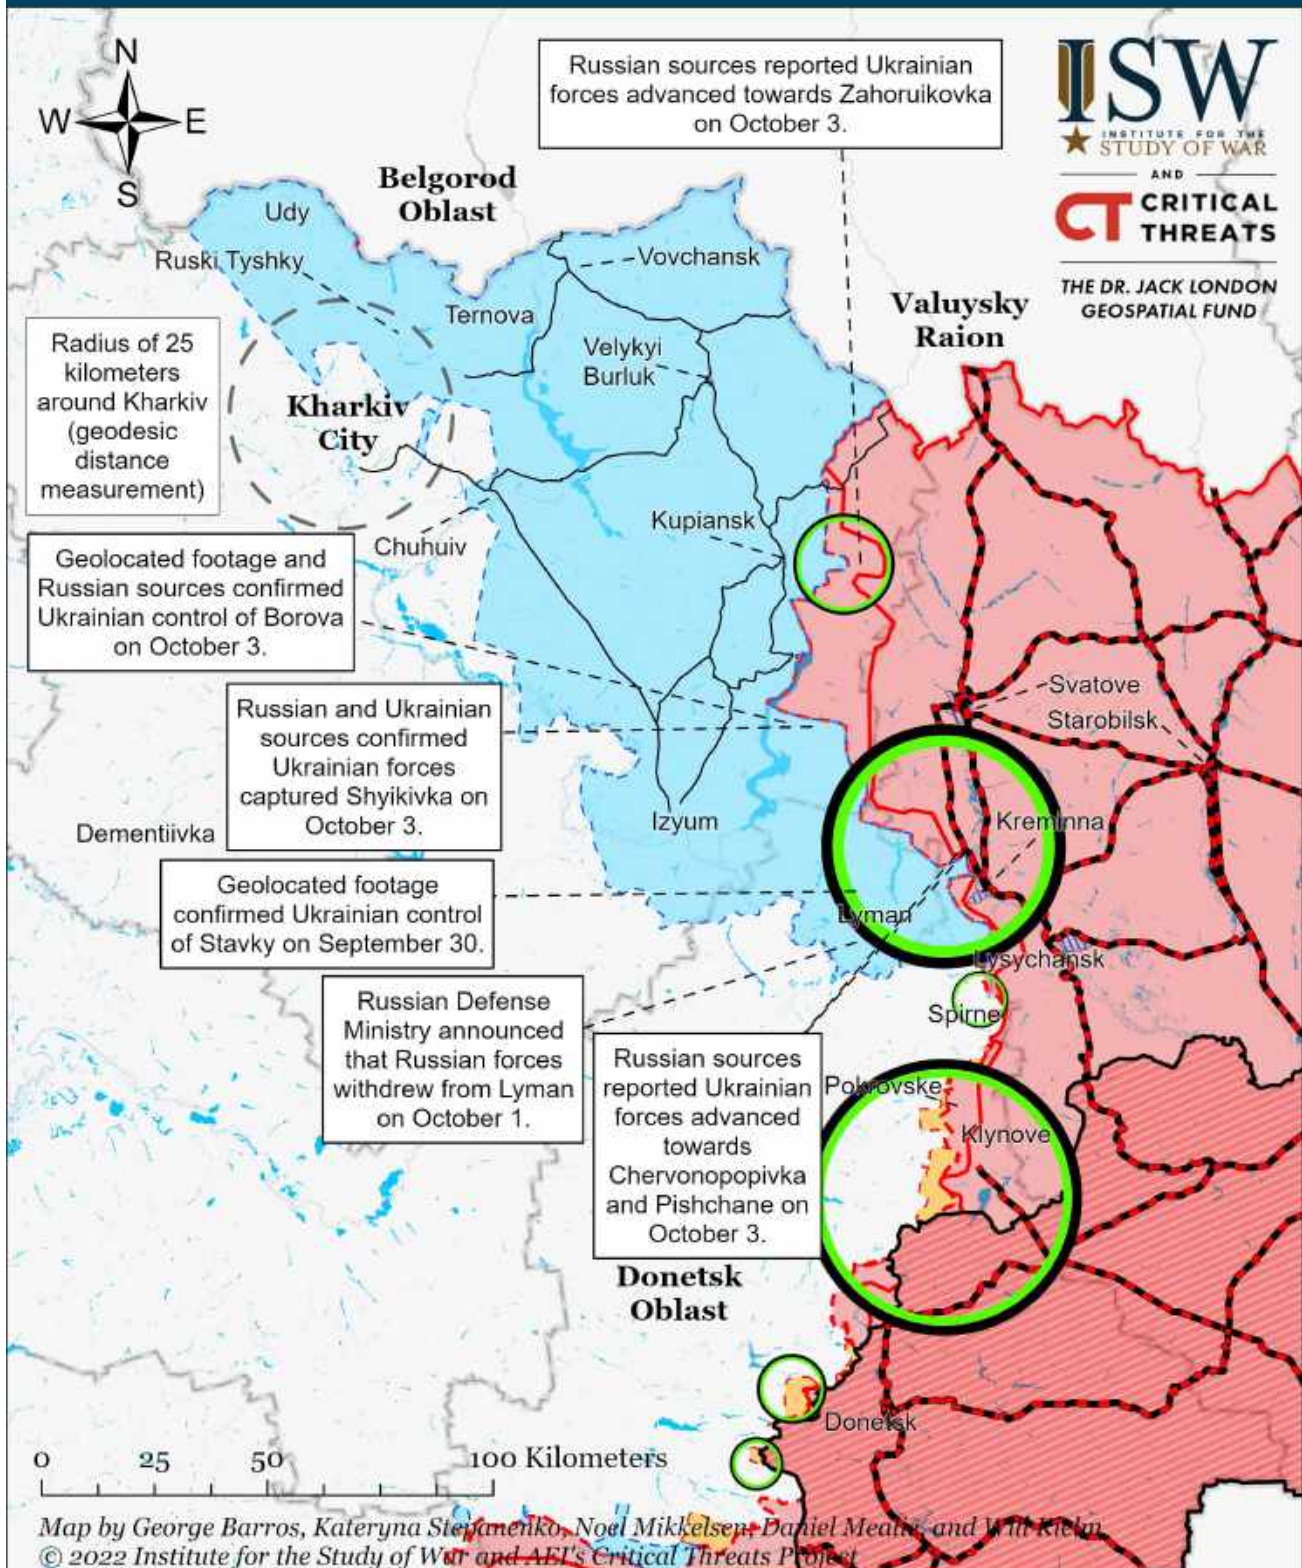 N
W
E
S
Russian sources reported Ukrainian
forces advanced towards Zahoruikovka
on October 3.
ISW
INSTITUTE FOR THE
STUDY OF WAR
AND
CT CRITICAL
THREATS
THE DR. JACK LONDON
GEOSPATIAL FUND
Belgorod
Oblast
Udy
Ruski Tyshky
Vovchansk
Ternova
Valuysky
Raion
Velykyi
Burluk
Radius of 25
kilometers
around Kharkiv
(geodesic
distance
measurement)
Kharkiv
City
Kupiansk
Chuhuiv
Geolocated footage and
Russian sources confirmed
Ukrainian control of Borova
on October 3.
Svatove
Starobilsk
Russian and Ukrainian
sources confirmed
Ukrainian forces
captured Shyikivka on
October 3.
Izyum
Kreminna
Dementiivka
Geolocated footage
confirmed Ukrainian control
of Stavky on September 30.
Lyman
Lysychansk
Spirne
Russian Defense
Ministry announced
that Russian forces
withdrew from Lyman
on October 1.
Russian sources
reported Ukrainian
forces advanced
towards
Chervonopopivka
and Pishchane on
October 3.
Pokrovske
Klynove
Donetsk
Oblast
Donetsk
0 25 50 100 Kilometers
Map by George Barros, Kateryna Stepanenko, Noel Mikkelsen, Daniel Mealie, and Will Kielm
© 2022 Institute for the Study of War and AEI's Critical Threats Project